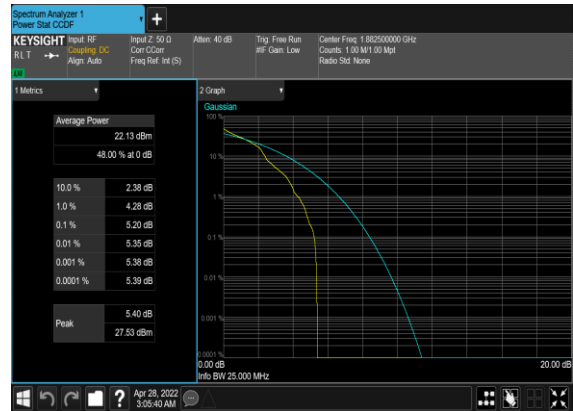 Spectrum Analyzer 1
Power Stat CCDF
KEYSIGHT
Input: RF
Input Z: 50 Ω
Atten: 40 dB
Trig: Free Run
Center Freq: 1.882500000 GHz
RLT
Coupling: DC
Corr CCorr
#IF Gain: Low
Counts: 1.00 M/1.00 Mpt
Align: Auto
Freq Ref: Int (S)
Radio Std: None
LXI
1 Metrics
2 Graph
Average Power
22.13 dBm
48.00 % at 0 dB
10.0 % 2.38 dB
1.0 % 4.28 dB
0.1 % 5.20 dB
0.01 % 5.35 dB
0.001 % 5.38 dB
0.0001 % 5.39 dB
Peak
5.40 dB
27.53 dBm
Gaussian
100 %
10 %
1 %
0.1 %
0.01 %
0.001 %
0.0001 %
0.00 dB
20.00 dB
Info BW 25.000 MHz
?
Apr 28, 2022
3:05:40 AM